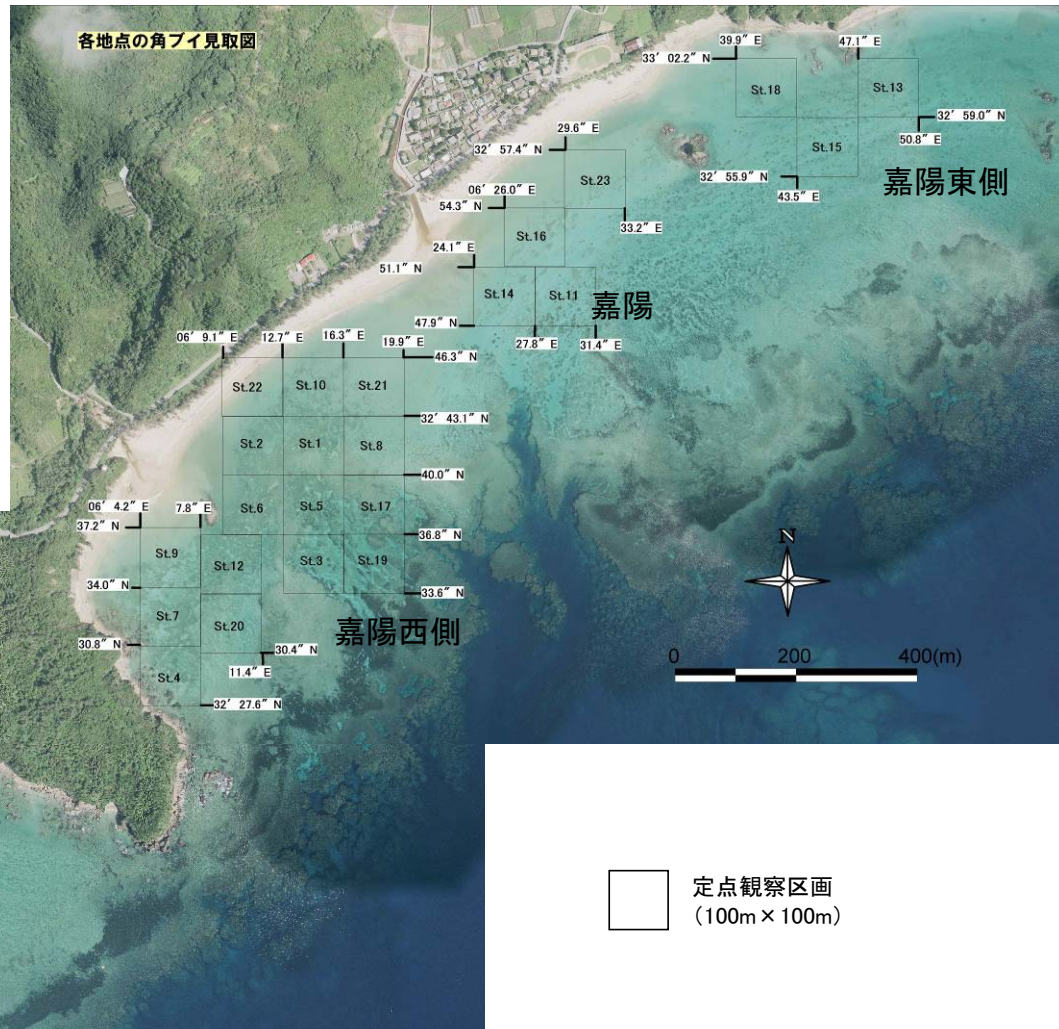 各地点の角ブイ見取図
39.9″ E
47.1″ E
33′ 02.2″ N
St.18
St.13
32′ 59.0″ N
50.8″ E
St.15
29.6″ E
32′ 57.4″ N
32′ 55.9″ N
43.5″ E
嘉陽東側
St.23
06′ 26.0″ E
54.3″ N
33.2″ E
St.16
24.1″ E
51.1″ N
St.14
St.11
嘉陽
47.9″ N
27.8″ E
31.4″ E
06′ 9.1″ E
12.7″ E
16.3″ E
19.9″ E
46.3″ N
St.22
St.10
St.21
32′ 43.1″ N
St.2
St.1
St.8
40.0″ N
06′ 4.2″ E
7.8″ E
St.6
St.5
St.17
37.2″ N
36.8″ N
St.9
St.12
St.3
St.19
34.0″ N
33.6″ N
St.7
St.20
嘉陽西側
30.8″ N
30.4″ N
11.4″ E
St.4
32′ 27.6″ N
N
0 200 400(m)
定点観察区画
(100m×100m)